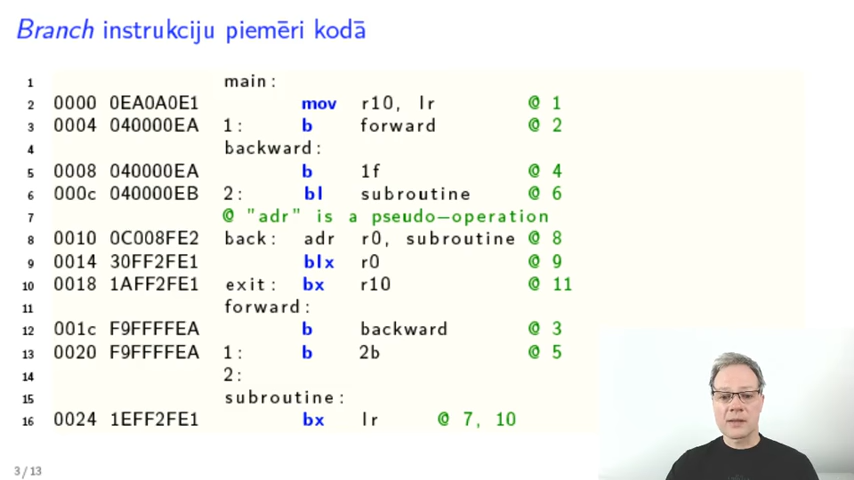 Branch instrukciju piemēri kodā
1 main:
2 0000 0EA0A0E1 mov r10, lr @ 1
3 0004 040000EA 1: b forward @ 2
4 backward:
5 0008 040000EA b 1f @ 4
6 000c 040000EB 2: bl subroutine @ 6
7 @ "adr" is a pseudo−operation
8 0010 0C008FE2 back: adr r0, subroutine @ 8
9 0014 30FF2FE1 blx r0 @ 9
10 0018 1AFF2FE1 exit: bx r10 @ 11
11 forward:
12 001c F9FFFFEA b backward @ 3
13 0020 F9FFFFEA 1: b 2b @ 5
14 2:
15 subroutine:
16 0024 1EFF2FE1 bx lr @ 7, 10
3 / 13